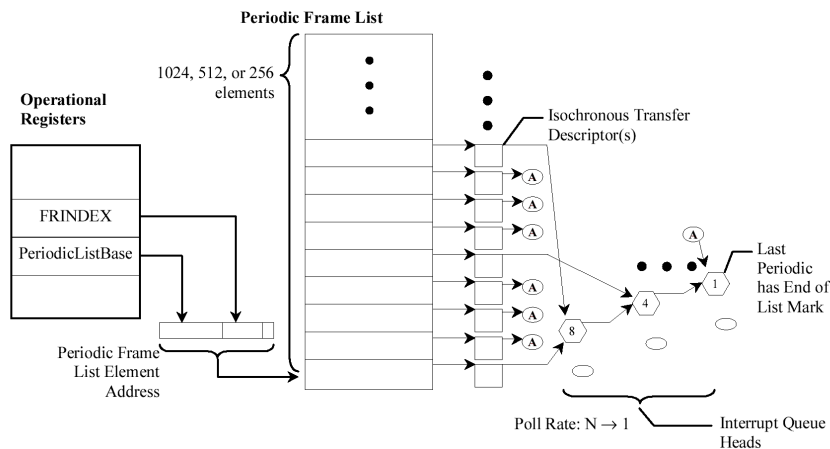 Periodic Frame List
1024, 512, or 256
elements
Operational
Registers
FRINDEX
PeriodicListBase
Periodic Frame
List Element
Address
Isochronous Transfer
Descriptor(s)
A
A
A
A
A
A
A
8
4
1
Last
Periodic
has End of
List Mark
Poll Rate: N → 1
Interrupt Queue
Heads